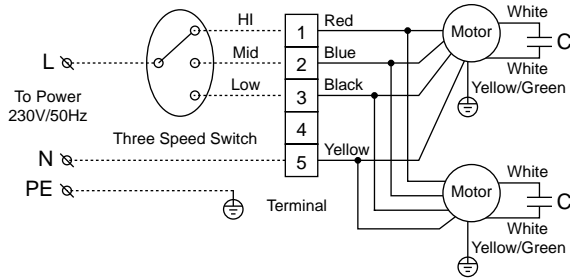 White
HI
1
Red
Motor
C
L
Mid
2
Blue
White
Low
3
Black
Yellow/Green
To Power
230V/50Hz
4
Three Speed Switch
Yellow
N
5
White
PE
Motor
C
Terminal
White
Yellow/Green